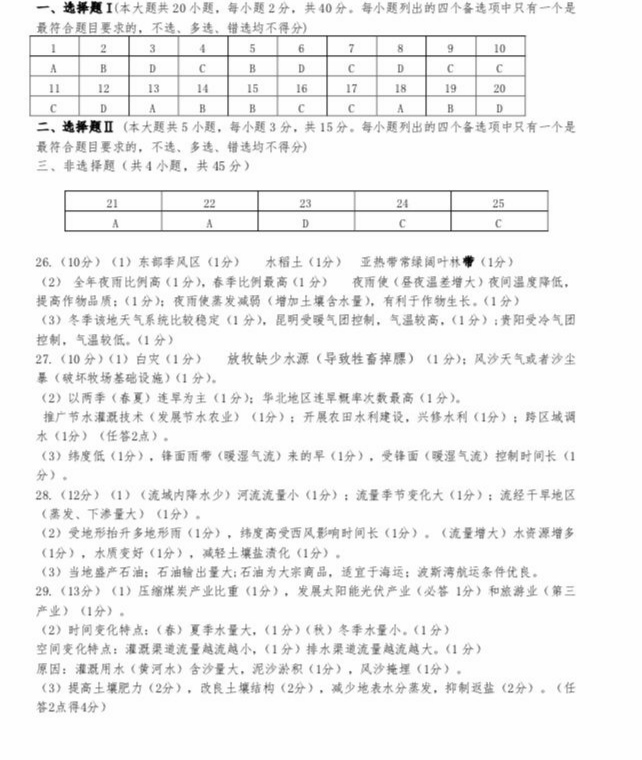 一、选择题Ⅰ(本大题共20小题，每小题2分，共40分。每小题列出的四个备选项中只有一个是
最符合题目要求的，不选、多选、错选均不得分)
1 2 3 4 5 6 7 8 9 10
A B D C B D C D C C
11 12 13 14 15 16 17 18 19 20
C D A B B C C A B D
二、选择题Ⅱ (本大题共5小题，每小题3分，共15分。每小题列出的四个备选项中只有一个是
最符合题目要求的，不选、多选、错选均不得分)
三、非选择题（共4小题，共45分）
21 22 23 24 25
A A D C C
26.（10分）（1）东部季风区（1分） 水稻土（1分） 亚热带常绿阔叶林带（1分）
（2） 全年夜雨比例高（1分），春季比例最高（1分） 夜雨使（昼夜温差增大）夜间温度降低，
提高作物品质；（1分）；夜雨使蒸发减弱（增加土壤含水量），有利于作物生长。（1分）
（3）冬季该地天气系统比较稳定（1分），昆明受暖气团控制，气温较高，（1分）；贵阳受冷气团
控制，气温较低。（1分）
27.（10分）（1）白灾（1分） 放牧缺少水源（导致牲畜掉膘）（1分）；风沙天气或者沙尘
暴（破坏牧场基础设施）（1分）。
（2）以两季（春夏）连旱为主（1分）；华北地区连旱概率次数最高（1分）。
推广节水灌溉技术（发展节水农业）（1分）；开展农田水利建设，兴修水利（1分）；跨区域调
水（1分）（任答2点）。
（3）纬度低（1分），锋面雨带（暖湿气流）来的早（1分），受锋面（暖湿气流）控制时间长（1
分）。
28.（12分）（1）（流域内降水少）河流流量小（1分）；流量季节变化大（1分）；流经干旱地区
（蒸发、下渗量大）（1分）。
（2）受地形抬升多地形雨（1分），纬度高受西风影响时间长（1分）。（流量增大）水资源增多
（1分），水质变好（1分），减轻土壤盐渍化（1分）。
（3）当地盛产石油；石油输出量大；石油为大宗商品，适宜于海运；波斯湾航运条件优良。
29.（13分）（1）压缩煤炭产业比重（1分），发展太阳能光伏产业（必答 1分）和旅游业（第三
产业）（1分）。
（2）时间变化特点：（春）夏季水量大，（1分）（秋）冬季水量小。（1分）
空间变化特点：灌溉渠道流量越流越小，（1分）排水渠道流量越流越大。（1分）
原因：灌溉用水（黄河水）含沙量大，泥沙淤积（1分），风沙掩埋（1分）。
（3）提高土壤肥力（2分），改良土壤结构（2分），减少地表水分蒸发，抑制返盐（2分）。（任
答2点得4分）